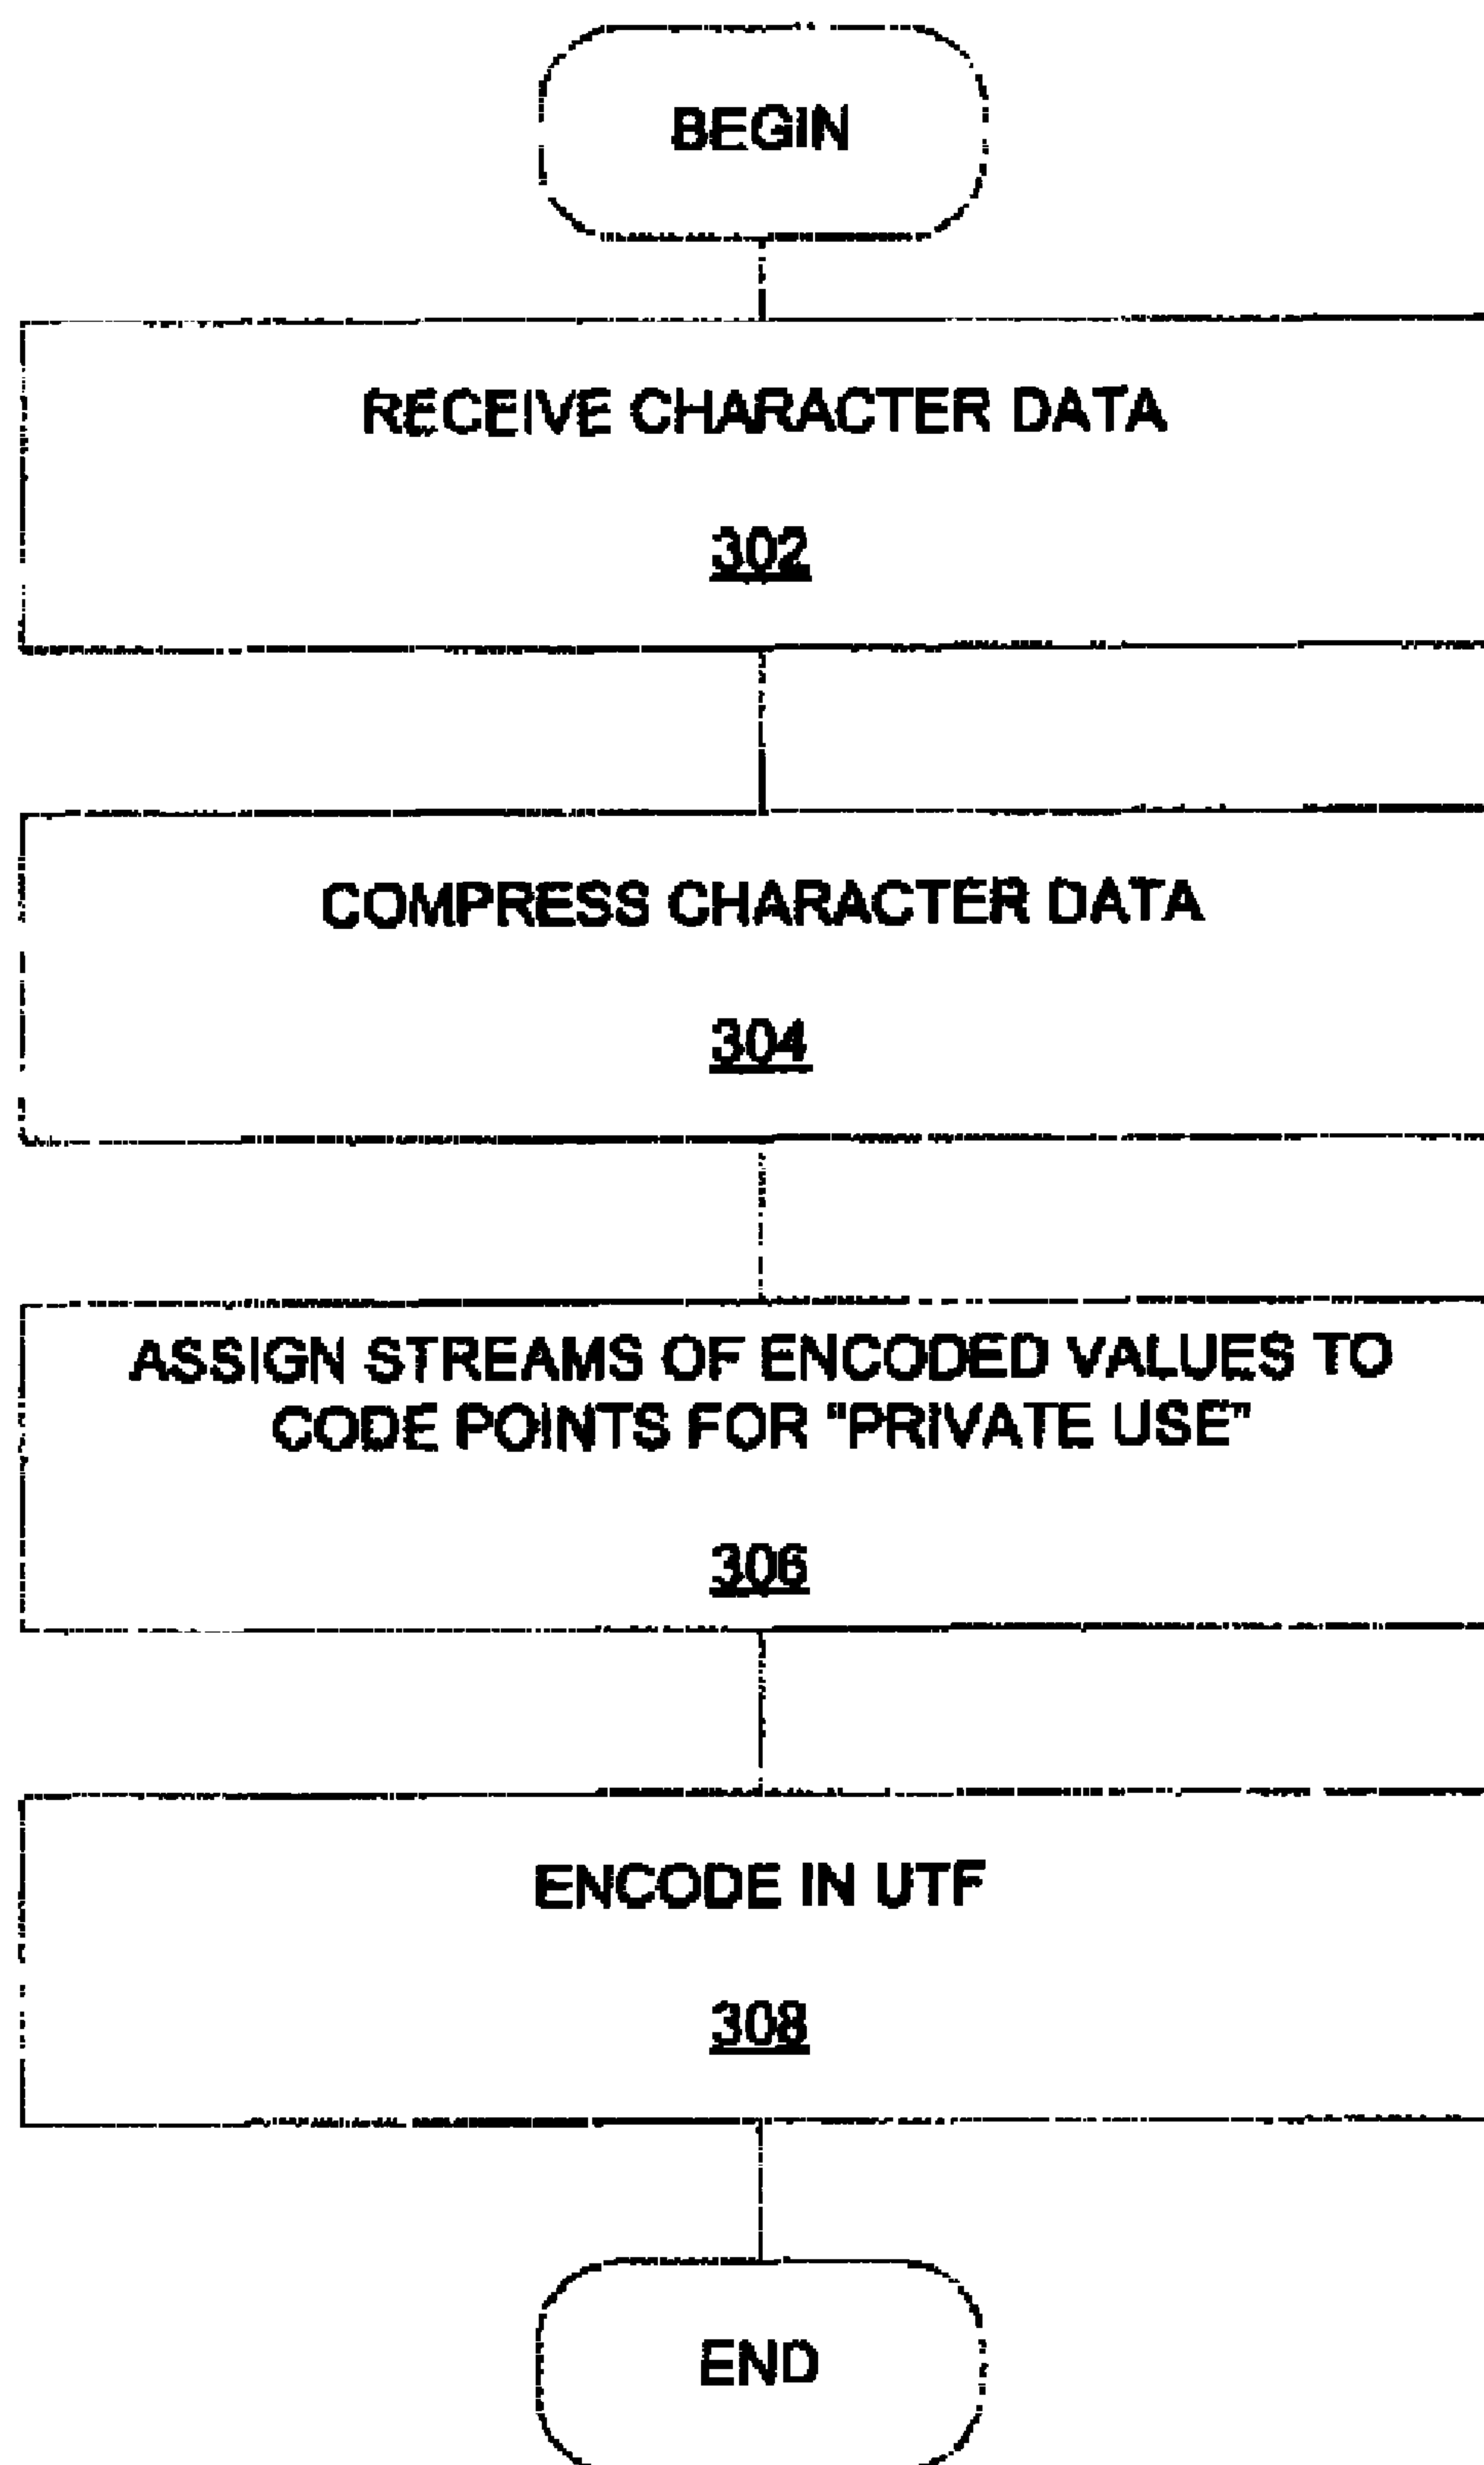 BEGIN
RECEIVE CHARACTER DATA
302
COMPRESS CHARACTER DATA
304
ASSIGN STREAMS OF ENCODED VALUES TO
CODE POINTS FOR "PRIVATE USE"
306
ENCODE IN UTF
308
END